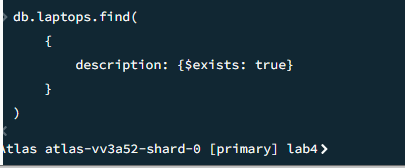 > db.laptops.find(
{
description: {$exists: true}
}
)
<
Atlas atlas-vv3a52-shard-0 [primary] lab4>